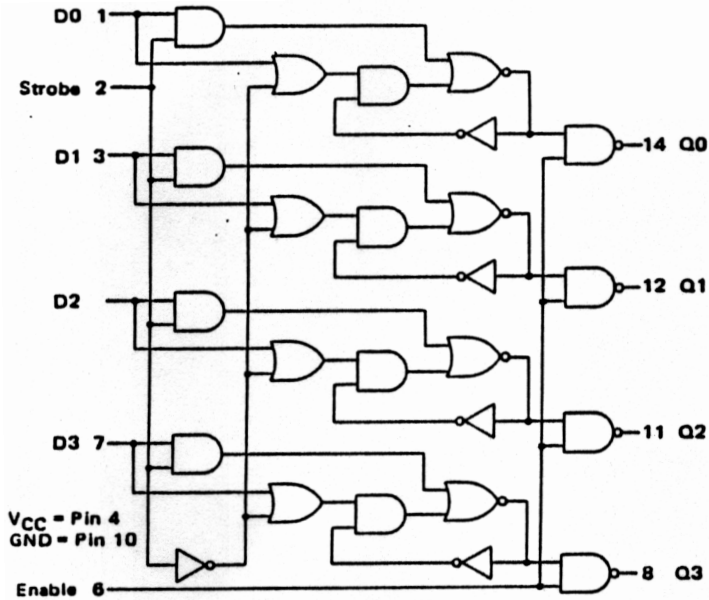 D0 1
Strobe 2
14 Q0
D1 3
12 Q1
D2
11 Q2
D3 7
VCC = Pin 4
GND = Pin 10
8 Q3
Enable 6